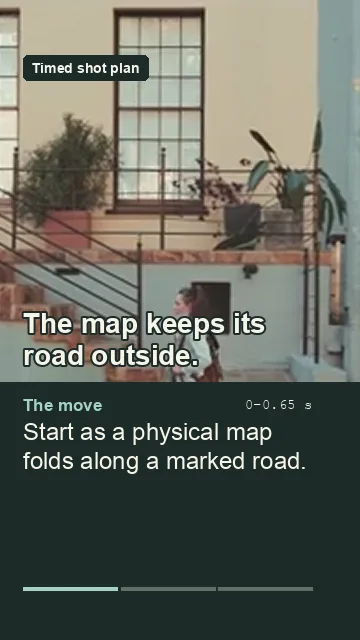 Timed shot plan
The map keeps its
road outside.
The move
0–0.65 s
Start as a physical map
folds along a marked road.